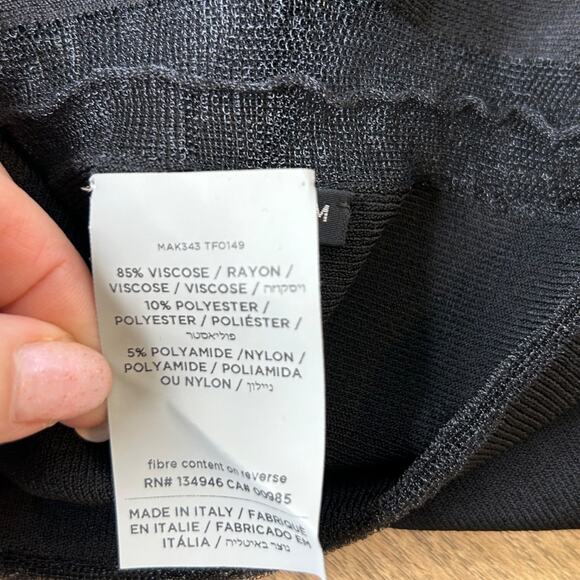 MAK343 TF0149
85% VISCOSE / RAYON /
VISCOSE / VISCOSE / ויסקוזה
10% POLYESTER /
POLYESTER / POLIÉSTER /
פוליאסטר
5% POLYAMIDE /NYLON /
POLYAMIDE / POLIAMIDA
OU NYLON / ניילון
fibre content on reverse
RN# 134946 CA# 00985
MADE IN ITALY / FABRIQUÉ
EN ITALIE / FABRICADO EM
ITÁLIA / נוצר באיטליה
M